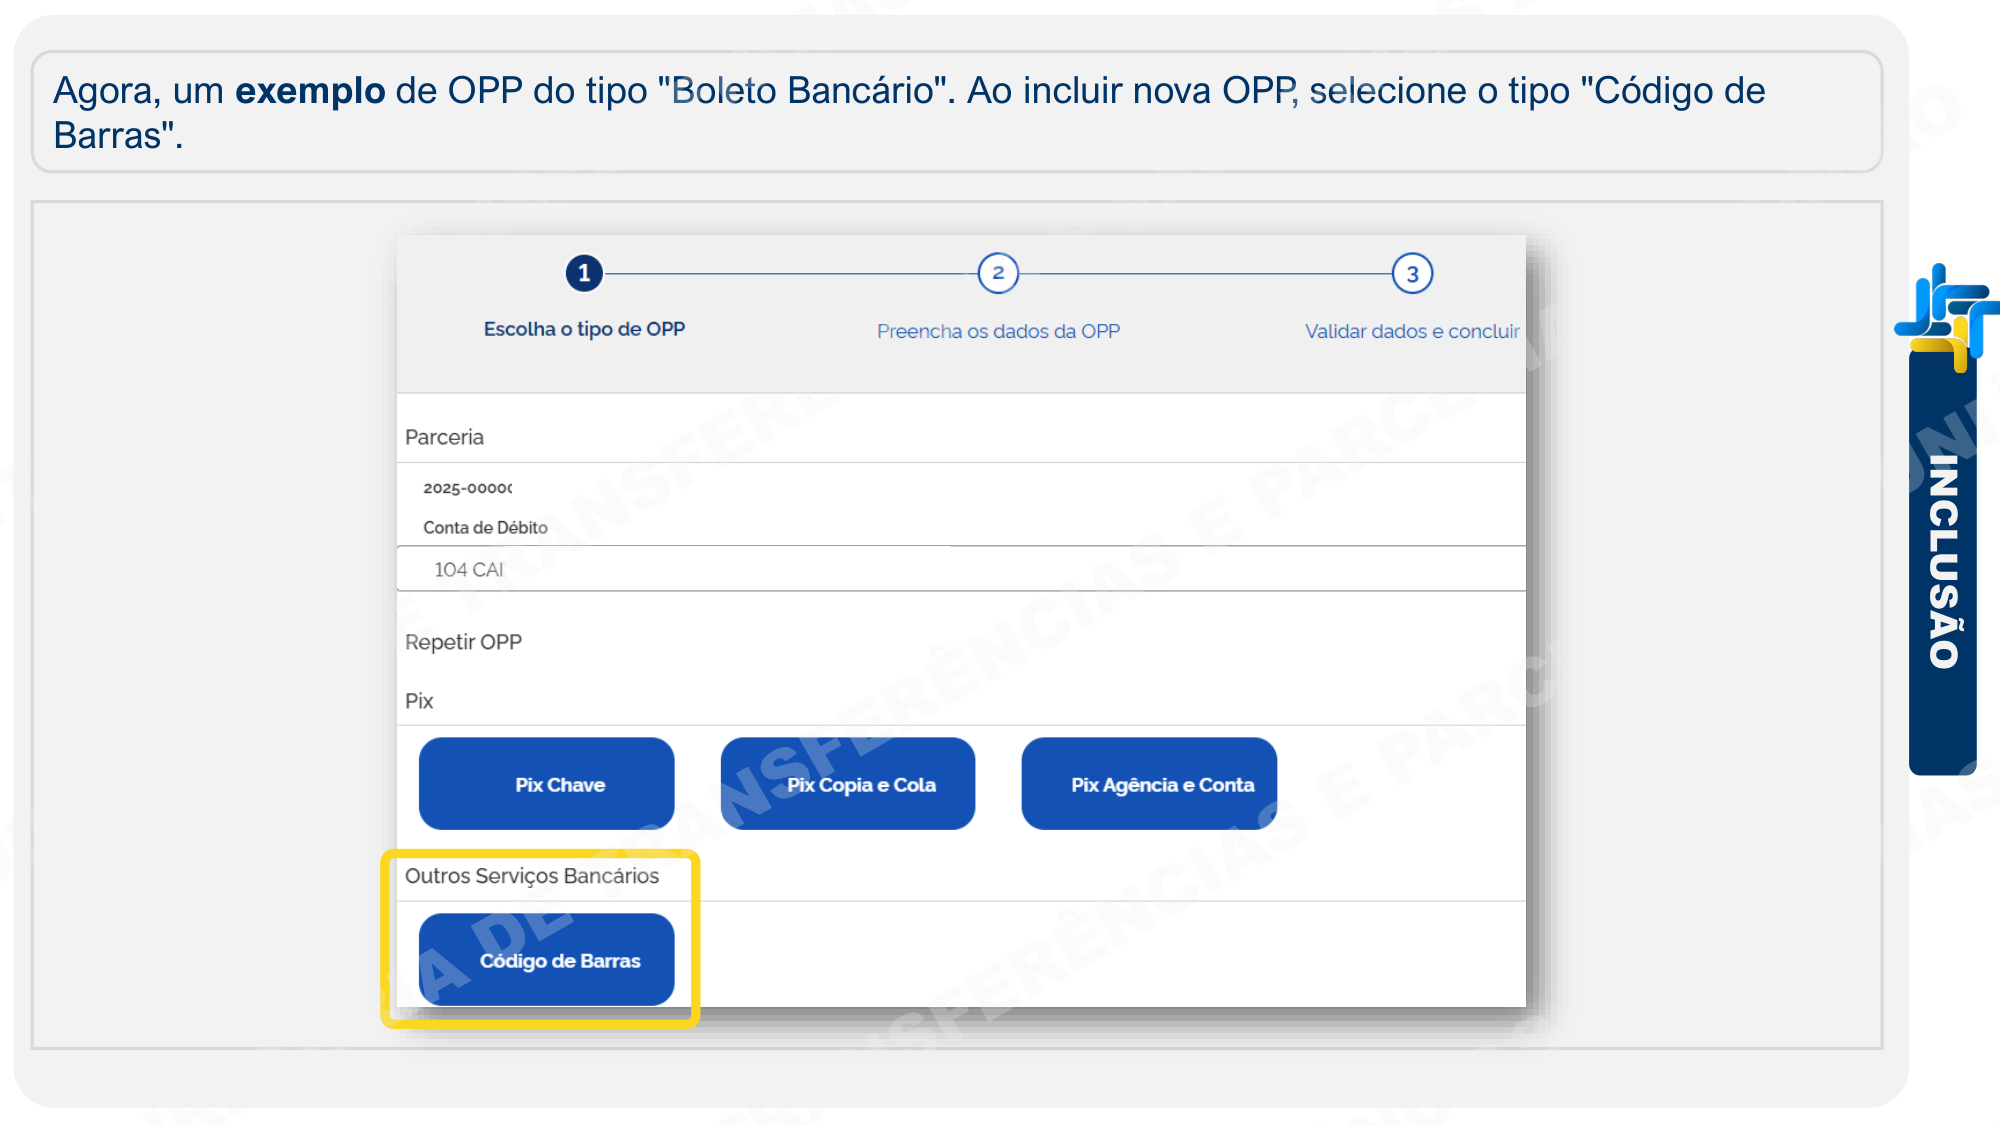 Agora, um exemplo de OPP do tipo "Boleto Bancário". Ao incluir nova OPP, selecione o tipo "Código de
Barras".
1
2
3
Escolha o tipo de OPP
Preencha os dados da OPP
Validar dados e concluir
Parceria
2025-0000
Conta de Débito
104 CAI
Repetir OPP
Pix
Pix Chave
Pix Copia e Cola
Pix Agência e Conta
Outros Serviços Bancários
Código de Barras
INCLUSÃO
DE TRANSFERÊNCIAS E PARCERIAS